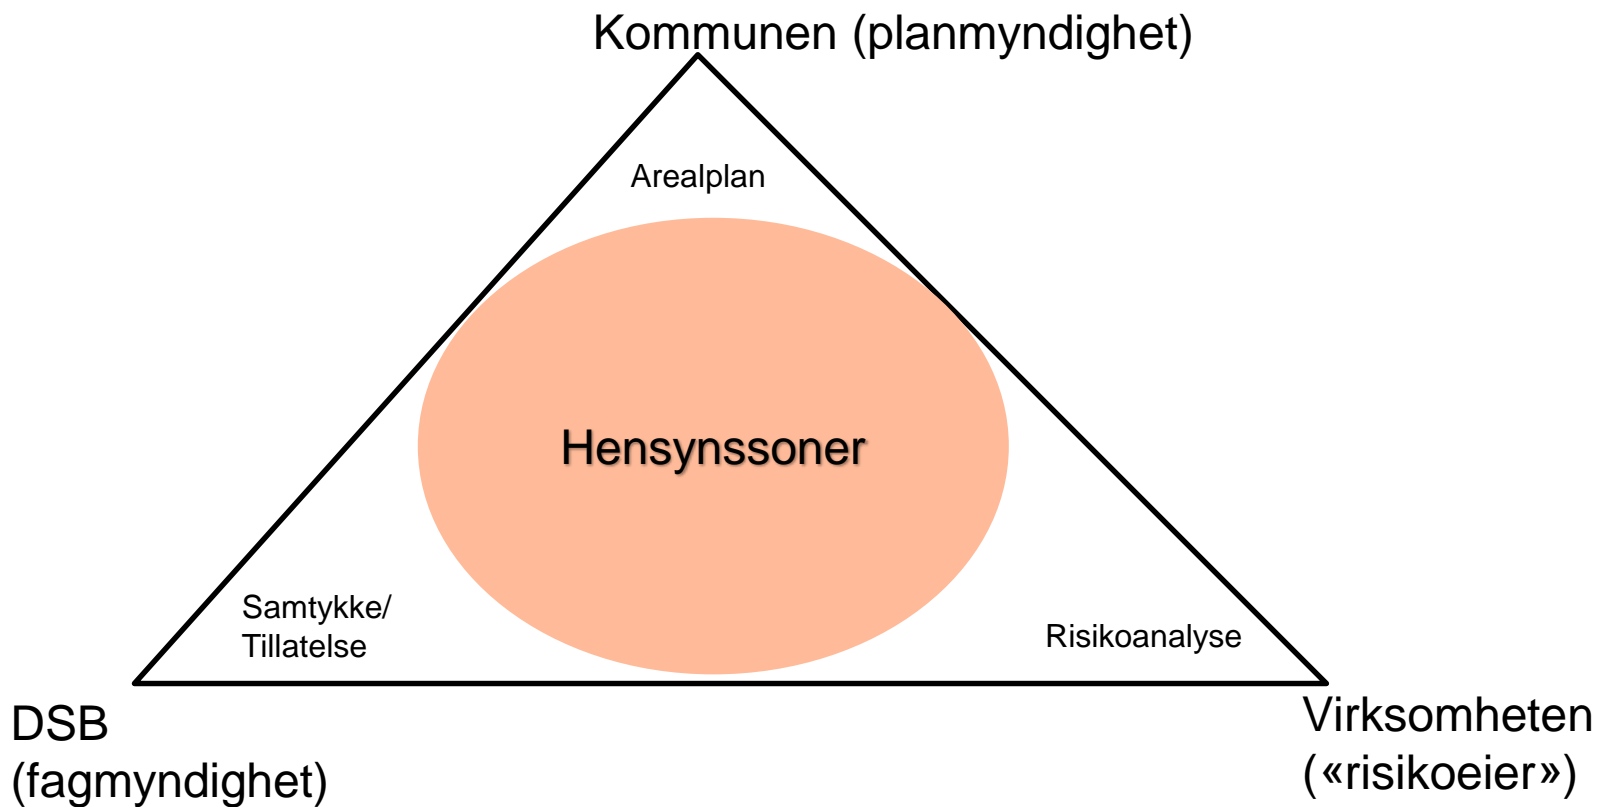 Kommunen (planmyndighet)
Arealplan
Hensynssoner
Samtykke/
Tillatelse
Risikoanalyse
DSB
(fagmyndighet)
Virksomheten
(«risikoeier»)